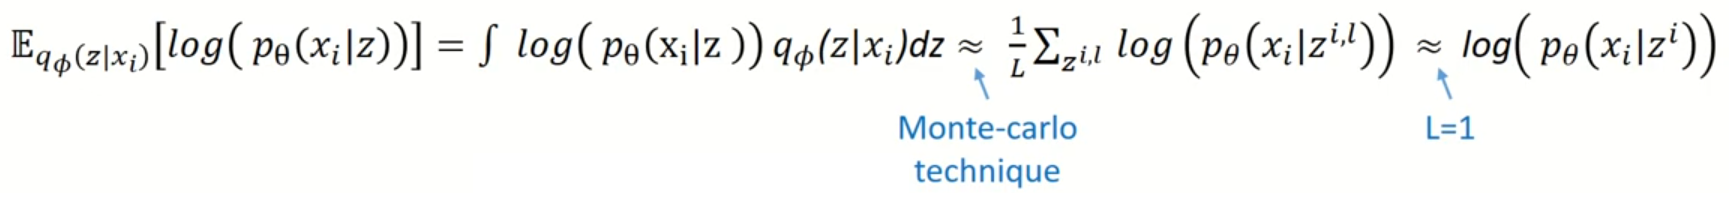 𝔼_{q_ϕ(z|x_i)}[log( p_θ(x_i|z))] = ∫ log( p_θ(x_i|z )) q_ϕ(z|x_i)dz ≈ 1/L ∑_{z^{i,l}} log (p_θ(x_i|z^{i,l})) ≈ log( p_θ(x_i|z^i))
Monte-carlo
technique
L=1